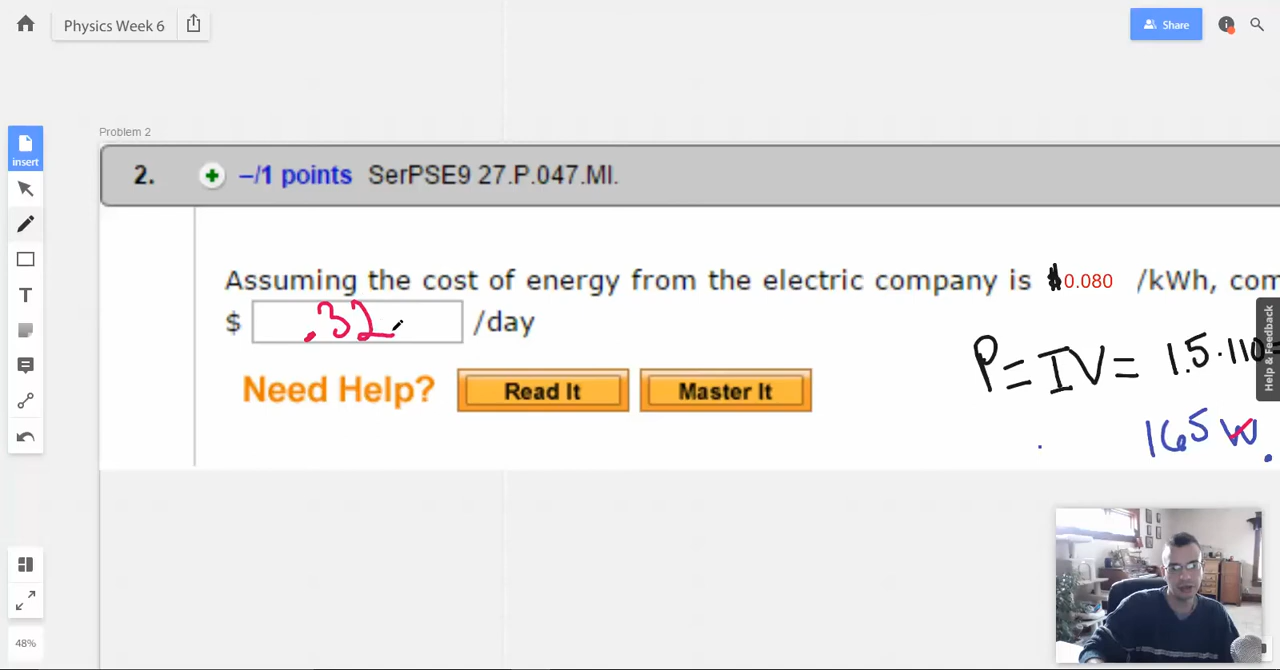 Physics Week 6
Share
insert
Problem 2
2. –/1 points SerPSE9 27.P.047.MI.
Assuming the cost of energy from the electric company is $0.080 /kWh, com
$ .32 /day
P = IV = 1.5·110=
165 W
Need Help? Read It Master It
Help & Feedback
T
48%